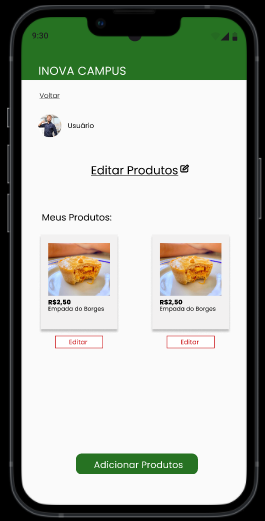 9:30
INOVA CAMPUS
Voltar
Usuário
Editar Produtos
Meus Produtos:
R$2,50
Empada do Borges
Editar
R$2,50
Empada do Borges
Editar
Adicionar Produtos